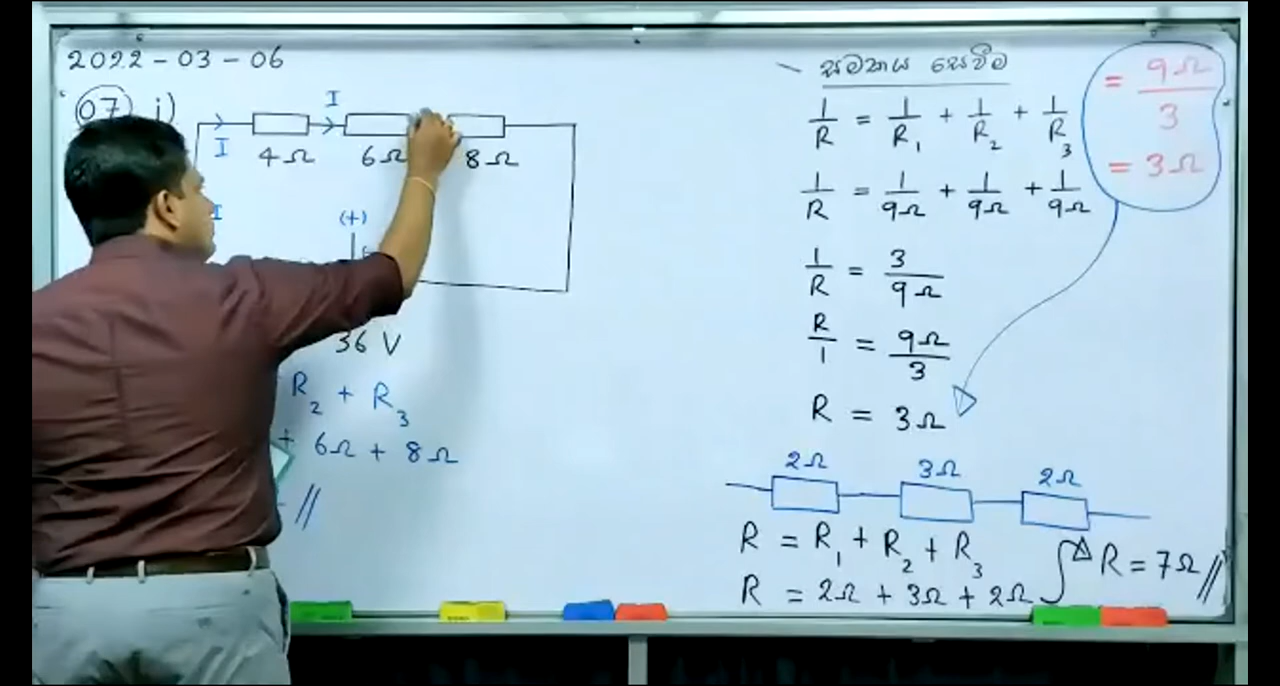 2022 - 03 - 06
07 i)
I
I
4Ω 6Ω 8Ω
I
(+)
36 V
R₂ + R₃
+ 6Ω + 8Ω
//
සමකය සෙවීම
1/R = 1/R₁ + 1/R₂ + 1/R₃
1/R = 1/9Ω + 1/9Ω + 1/9Ω
1/R = 3/9Ω
R/1 = 9Ω/3
R = 3Ω
= 9Ω/3
= 3Ω
2Ω 3Ω 2Ω
R = R₁ + R₂ + R₃
R = 2Ω + 3Ω + 2Ω
R = 7Ω //